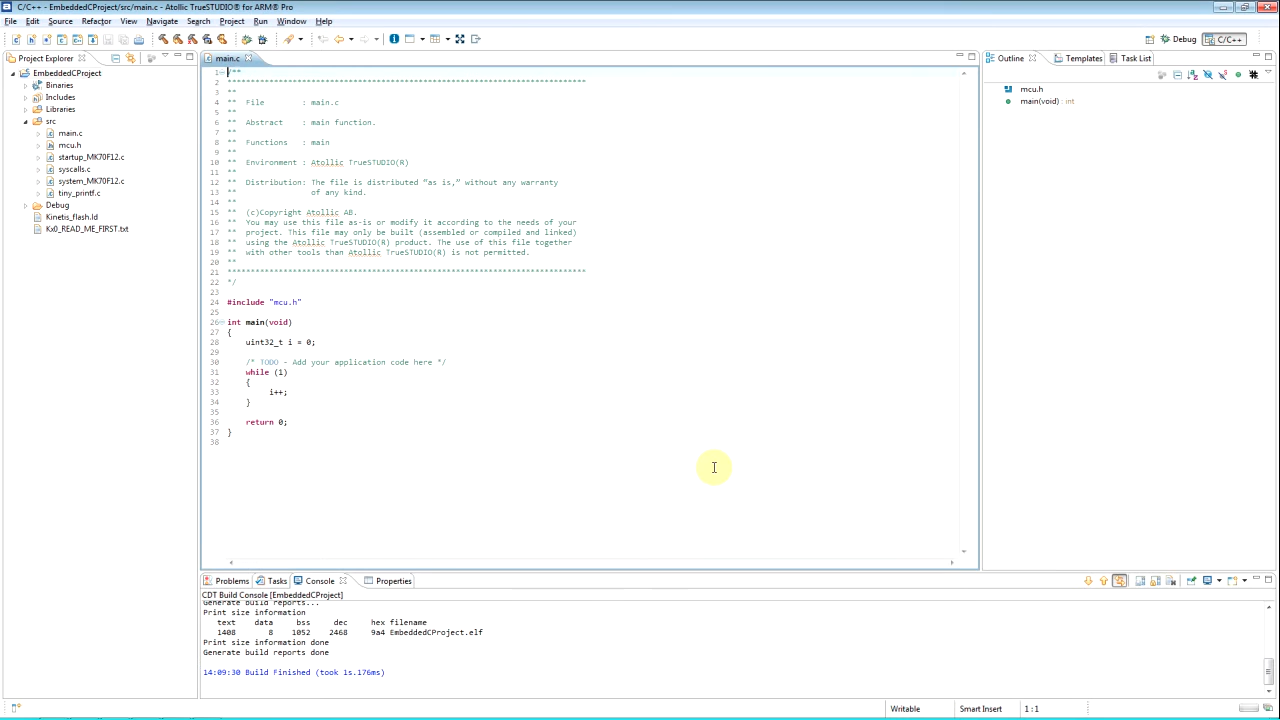 C/C++ - EmbeddedCProject/src/main.c - Atollic TrueSTUDIO® for ARM® Pro
File Edit Source Refactor View Navigate Search Project Run Window Help
Debug C/C++
Project Explorer
EmbeddedCProject
Binaries
Includes
Libraries
src
main.c
mcu.h
startup_MK70F12.c
syscalls.c
system_MK70F12.c
tiny_printf.c
Debug
Kinetis_flash.ld
Kx0_READ_ME_FIRST.txt
main.c
1 /**
2 ******************************************************************************
3 **
4 ** File : main.c
5 **
6 ** Abstract : main function.
7 **
8 ** Functions : main
9 **
10 ** Environment : Atollic TrueSTUDIO(R)
11 **
12 ** Distribution: The file is distributed “as is,” without any warranty
13 ** of any kind.
14 **
15 ** (c)Copyright Atollic AB.
16 ** You may use this file as-is or modify it according to the needs of your
17 ** project. This file may only be built (assembled or compiled and linked)
18 ** using the Atollic TrueSTUDIO(R) product. The use of this file together
19 ** with other tools than Atollic TrueSTUDIO(R) is not permitted.
20 **
21 ******************************************************************************
22 */
23
24 #include "mcu.h"
25
26 int main(void)
27 {
28 uint32_t i = 0;
29
30 /* TODO - Add your application code here */
31 while (1)
32 {
33 i++;
34 }
35
36 return 0;
37 }
38
Outline Templates Task List
mcu.h
main(void) : int
Problems Tasks Console Properties
CDT Build Console [EmbeddedCProject]
Generate build reports...
Print size information
text data bss dec hex filename
1408 8 1052 2468 9a4 EmbeddedCProject.elf
Print size information done
Generate build reports done
14:09:30 Build Finished (took 1s.176ms)
Writable Smart Insert 1 : 1